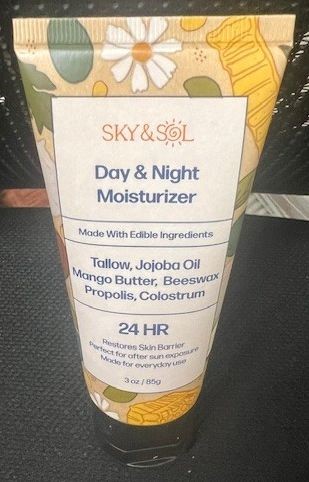 SKY&SOL
Day & Night
Moisturizer
Made With Edible Ingredients
Tallow, Jojoba Oil
Mango Butter, Beeswax
Propolis, Colostrum
24 HR
Restores Skin Barrier
Perfect for after sun exposure
Made for everyday use
3 oz / 85g